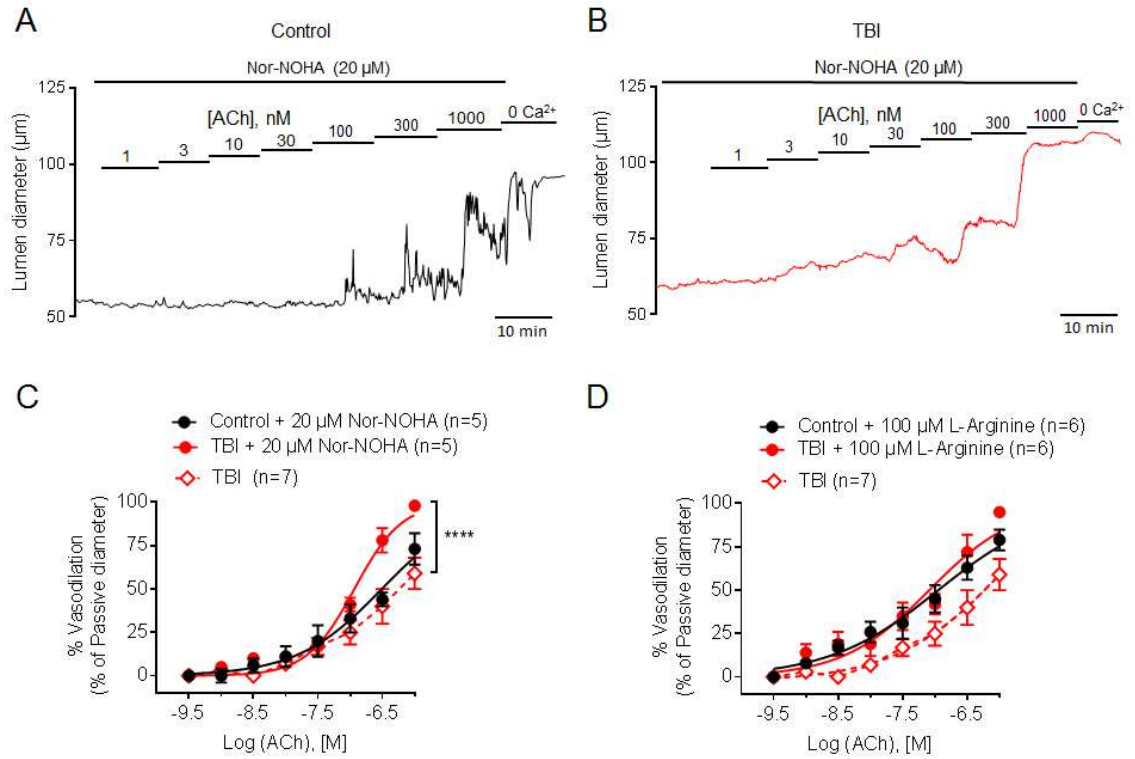 A
Control
Nor-NOHA (20 µM)
[ACh], nM
1
3
10
30
100
300
1000
0 Ca²⁺
Lumen diameter (µm)
125
100
75
50
10 min
B
TBI
Nor-NOHA (20 µM)
[ACh], nM
1
3
10
30
100
300
1000
0 Ca²⁺
Lumen diameter (µm)
125
100
75
50
10 min
C
Control + 20 µM Nor-NOHA (n=5)
TBI + 20 µM Nor-NOHA (n=5)
TBI (n=7)
% Vasodilation
(% of Passive diameter)
100
75
50
25
0
****
-9.5
-8.5
-7.5
-6.5
Log (ACh), [M]
D
Control + 100 µM L-Arginine (n=6)
TBI + 100 µM L-Arginine (n=6)
TBI (n=7)
% Vasodilation
(% of Passive diameter)
100
75
50
25
0
-9.5
-8.5
-7.5
-6.5
Log (ACh), [M]